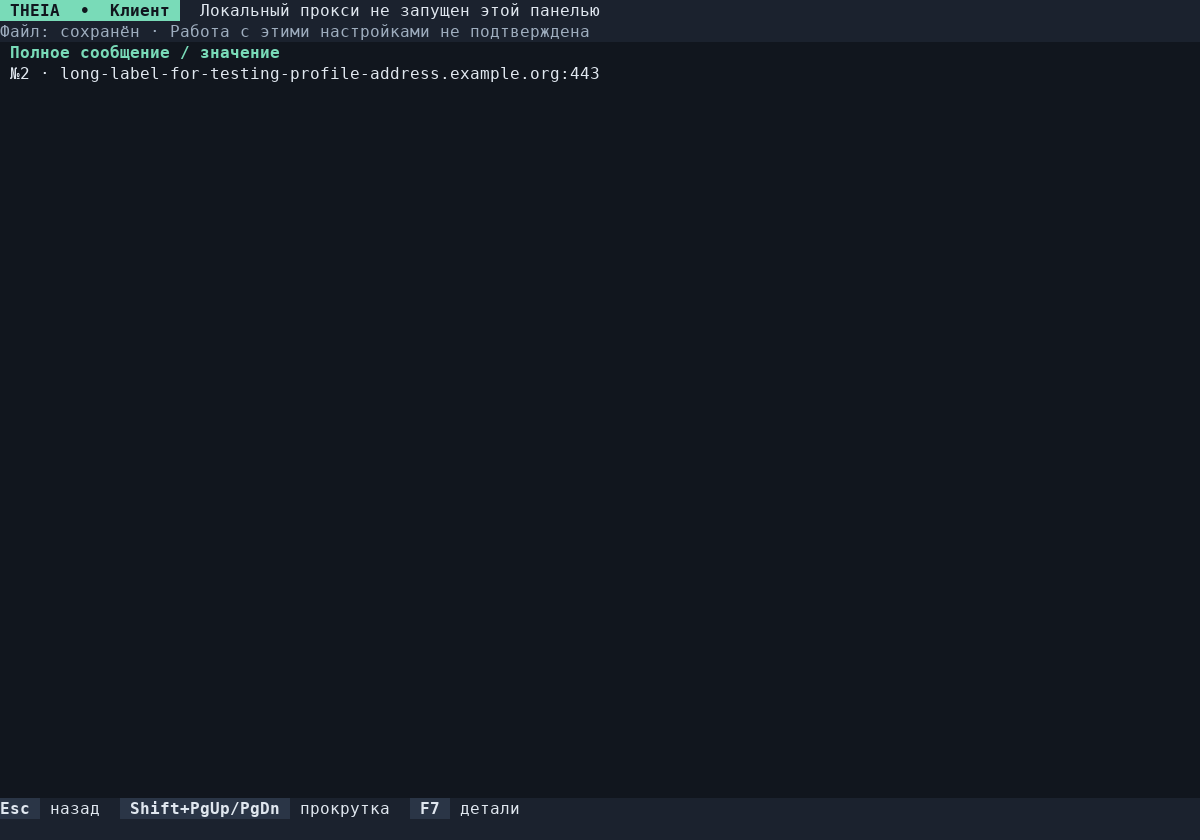 THEIA • Клиент Локальный прокси не запущен этой панелью
Файл: сохранён · Работа с этими настройками не подтверждена
Полное сообщение / значение
№2 · long-label-for-testing-profile-address.example.org:443
Esc назад Shift+PgUp/PgDn прокрутка F7 детали